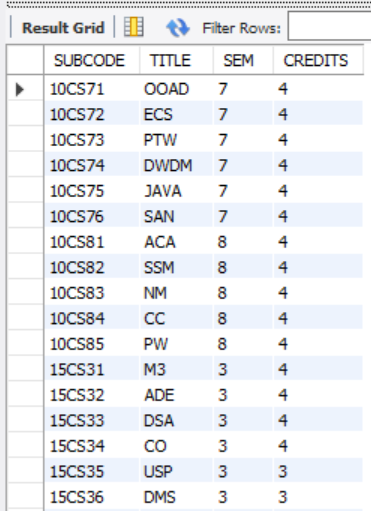 Result Grid Filter Rows:
SUBCODE TITLE SEM CREDITS
10CS71 OOAD 7 4
10CS72 ECS 7 4
10CS73 PTW 7 4
10CS74 DWDM 7 4
10CS75 JAVA 7 4
10CS76 SAN 7 4
10CS81 ACA 8 4
10CS82 SSM 8 4
10CS83 NM 8 4
10CS84 CC 8 4
10CS85 PW 8 4
15CS31 M3 3 4
15CS32 ADE 3 4
15CS33 DSA 3 4
15CS34 CO 3 4
15CS35 USP 3 3
15CS36 DMS 3 3